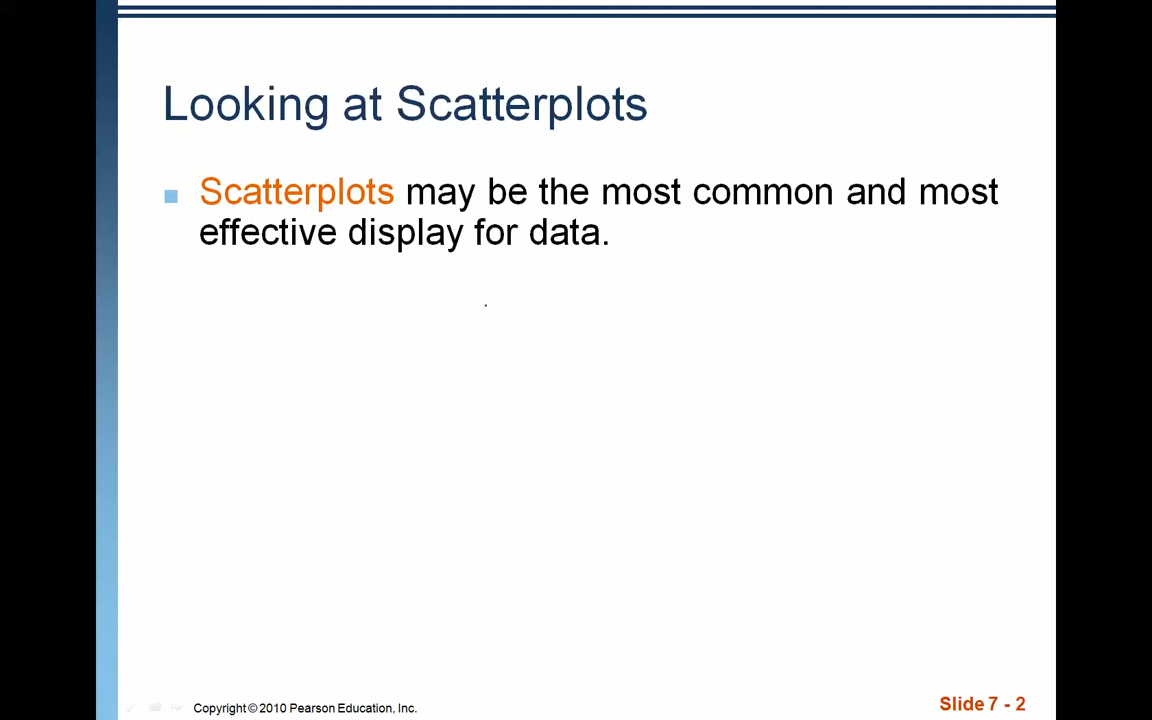 Looking at Scatterplots
Scatterplots may be the most common and most
effective display for data.
Copyright © 2010 Pearson Education, Inc.
Slide 7 - 2